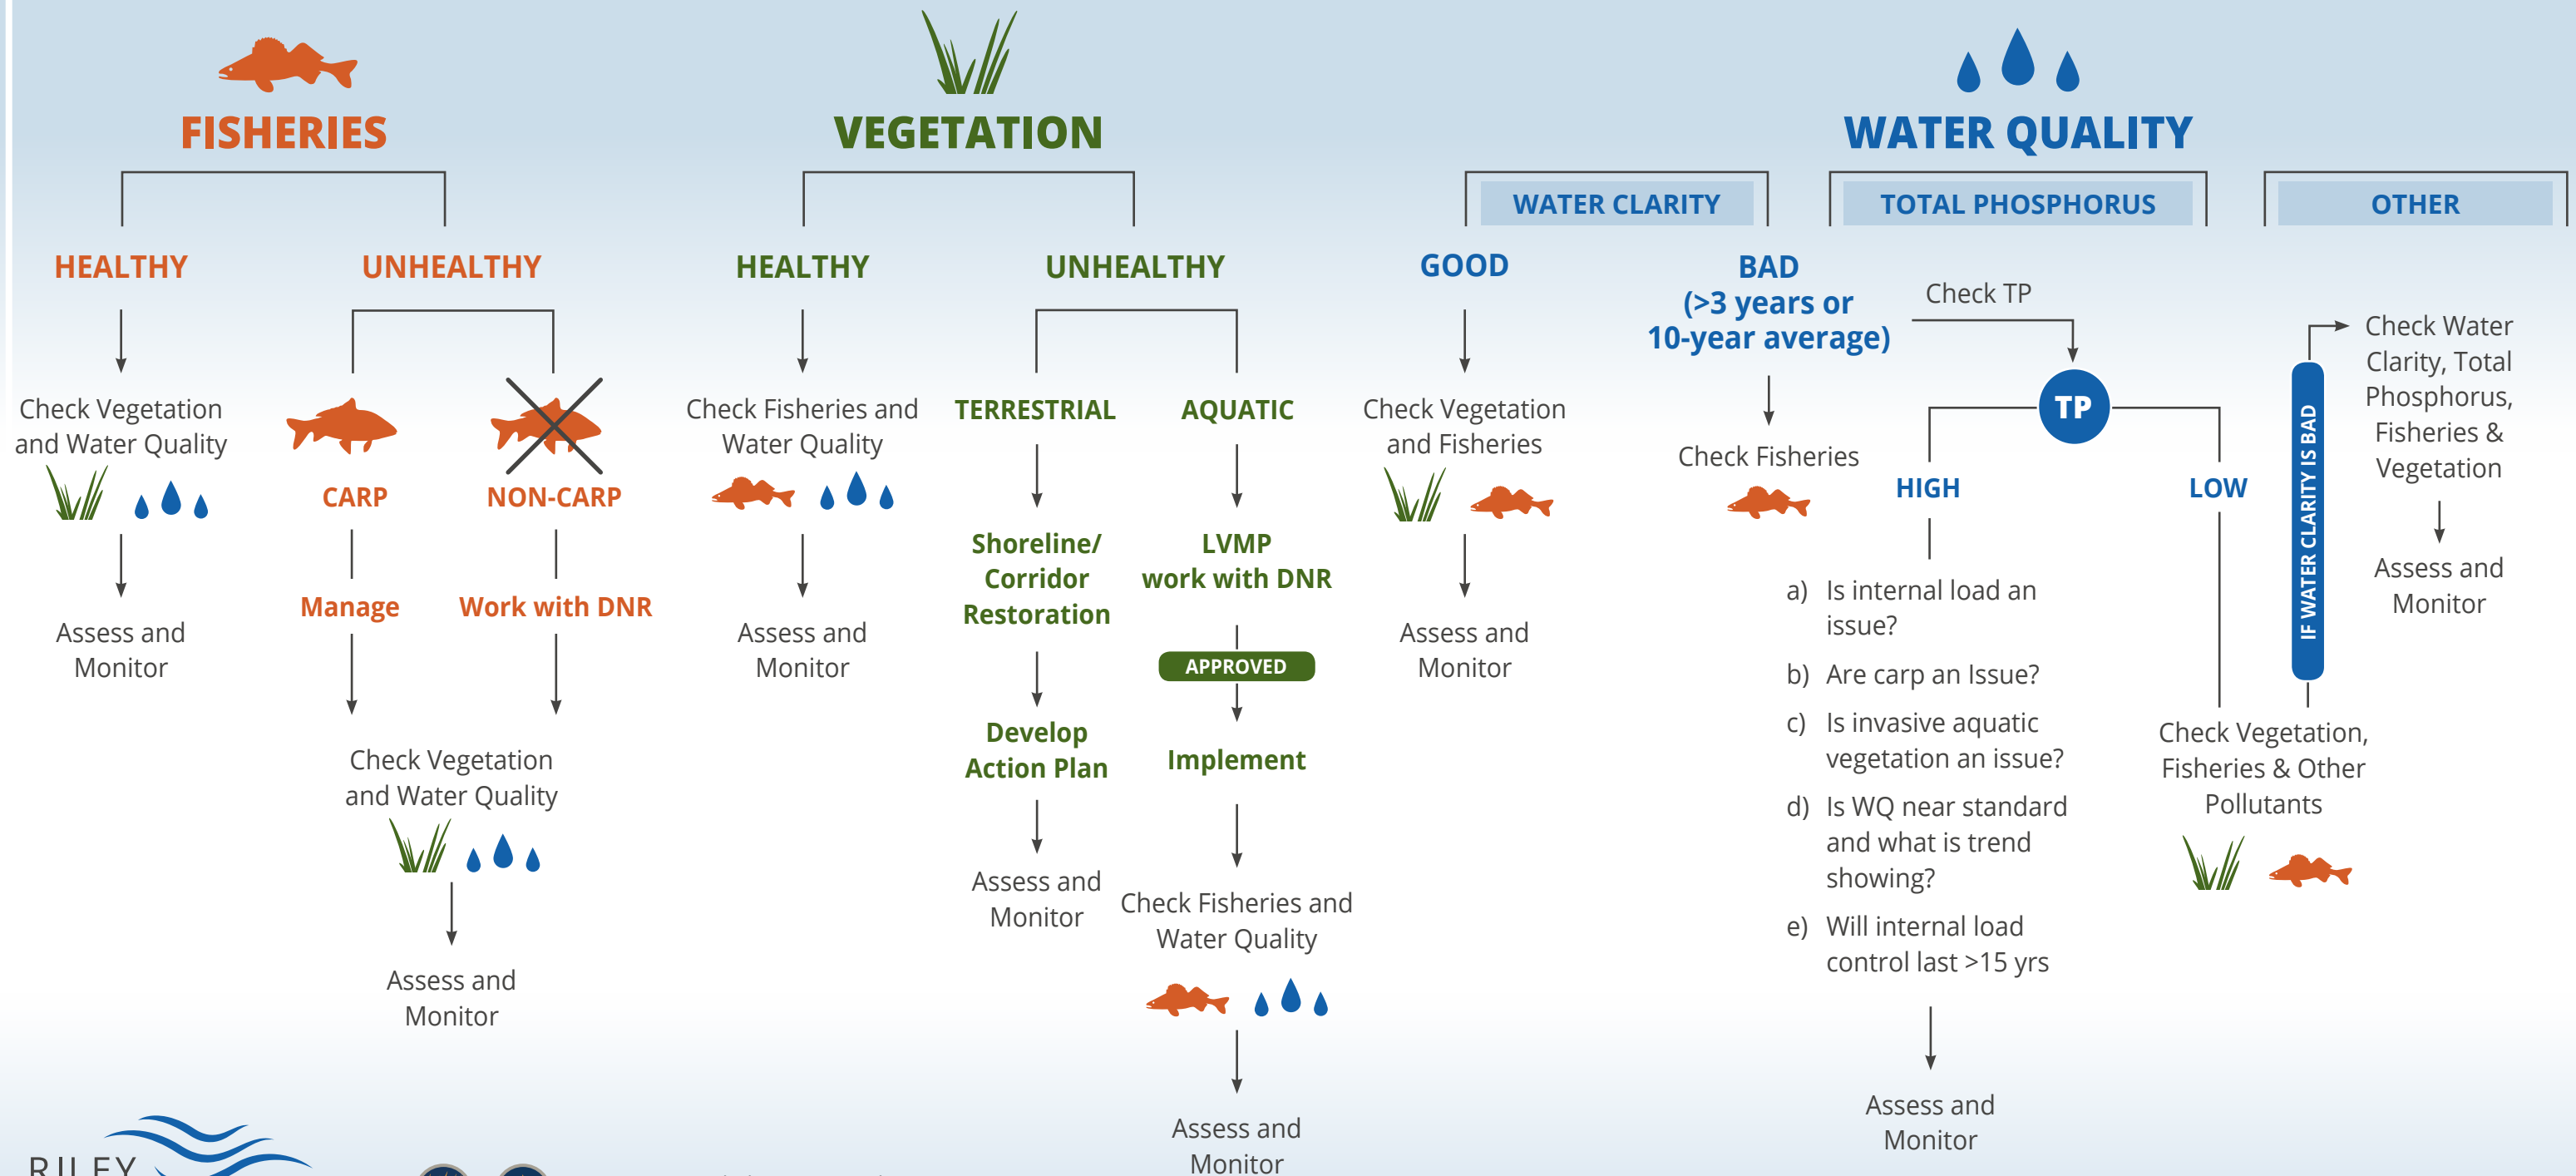 FISHERIES
HEALTHY
Check Vegetation
and Water Quality
Assess and
Monitor
UNHEALTHY
CARP
Manage
NON-CARP
Work with DNR
Check Vegetation
and Water Quality
Assess and
Monitor
VEGETATION
HEALTHY
Check Fisheries and
Water Quality
Assess and
Monitor
UNHEALTHY
TERRESTRIAL
Shoreline/
Corridor
Restoration
Develop
Action Plan
Assess and
Monitor
AQUATIC
LVMP
work with DNR
APPROVED
Implement
Check Fisheries and
Water Quality
Assess and
Monitor
WATER QUALITY
WATER CLARITY
GOOD
Check Vegetation
and Fisheries
Assess and
Monitor
BAD
(>3 years or
10-year average)
Check Fisheries
TOTAL PHOSPHORUS
Check TP
TP
HIGH
a) Is internal load an
issue?
b) Are carp an Issue?
c) Is invasive aquatic
vegetation an issue?
d) Is WQ near standard
and what is trend
showing?
e) Will internal load
control last >15 yrs
Assess and
Monitor
LOW
Check Vegetation,
Fisheries & Other
Pollutants
IF WATER CLARITY IS BAD
OTHER
Check Water
Clarity, Total
Phosphorus,
Fisheries &
Vegetation
Assess and
Monitor
RILEY